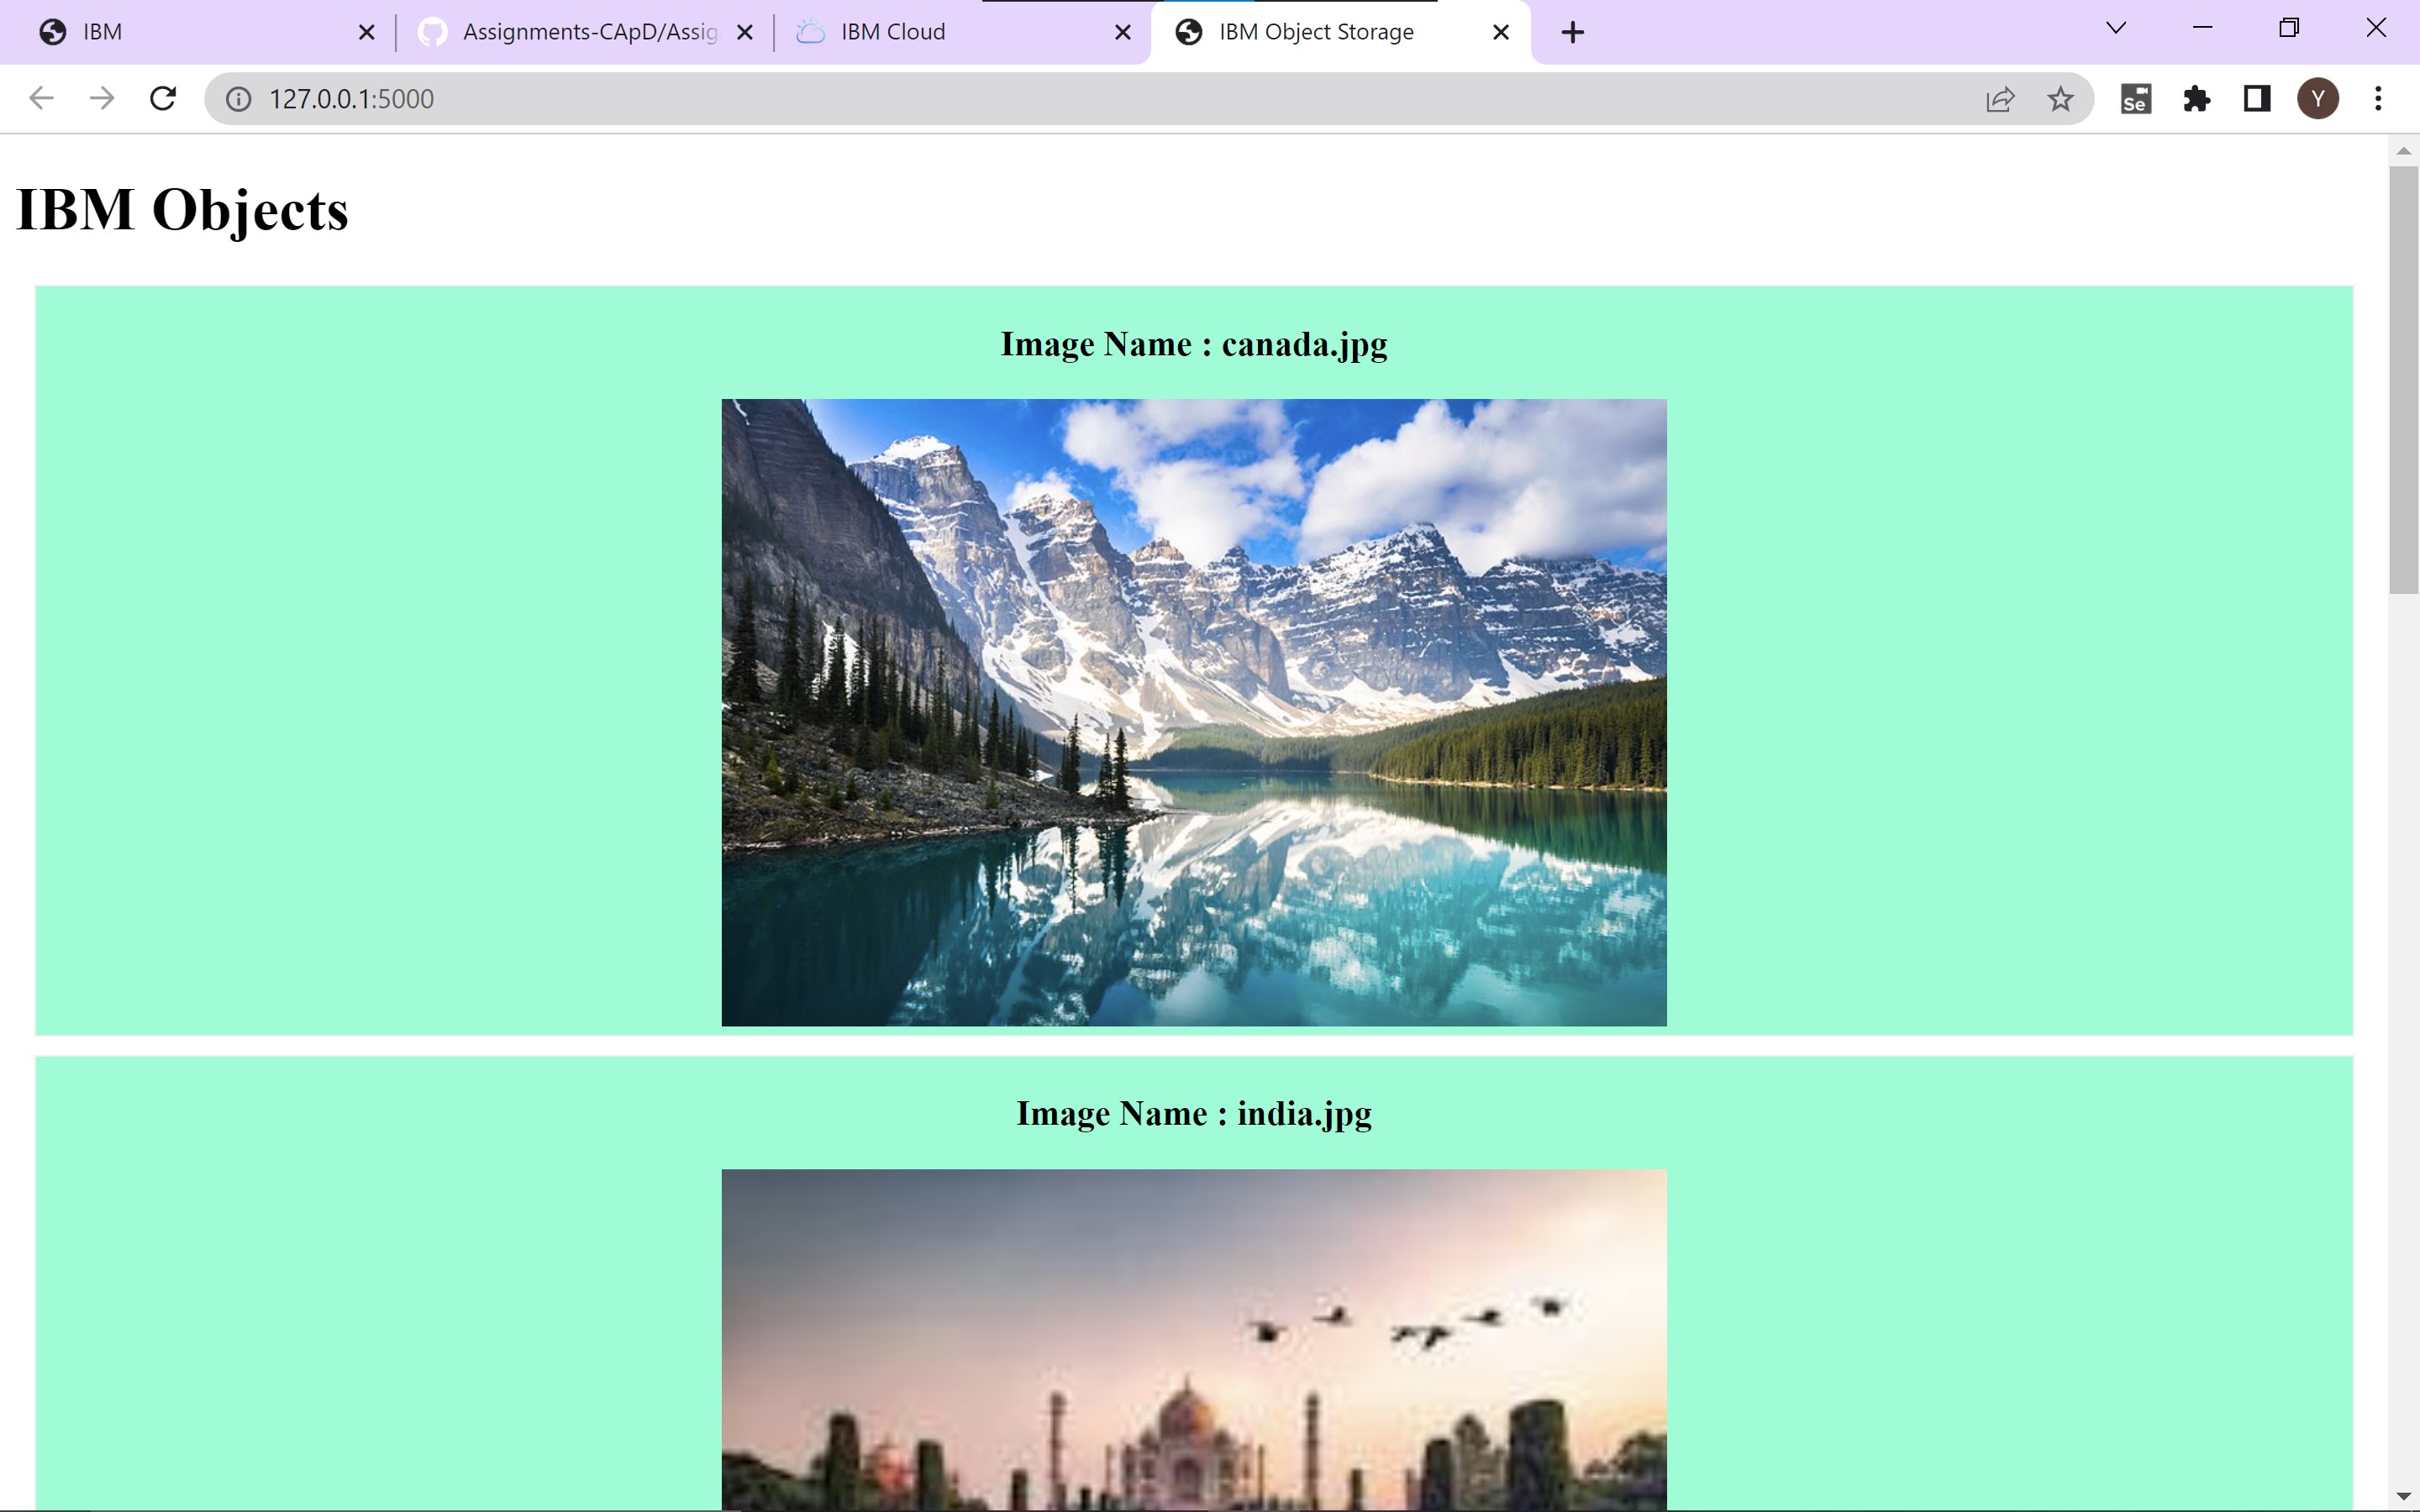 IBM
Assignments-CApD/Assig
IBM Cloud
IBM Object Storage
127.0.0.1:5000
Se
Y
IBM Objects
Image Name : canada.jpg
Image Name : india.jpg